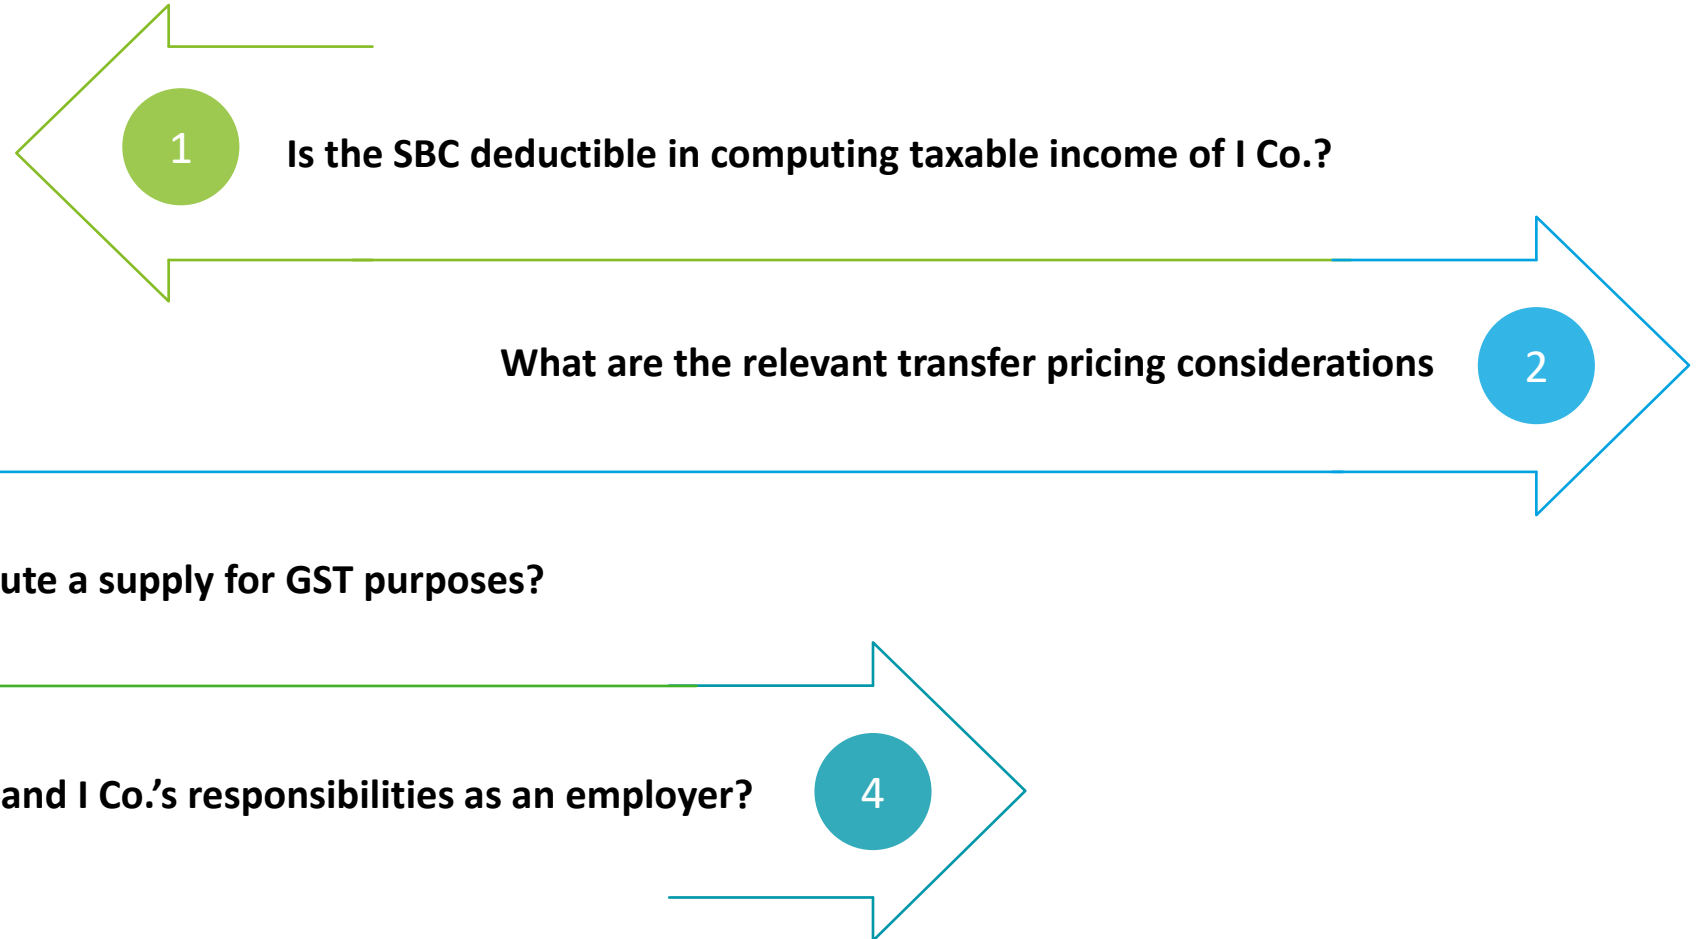 1
Is the SBC deductible in computing taxable income of I Co.?
What are the relevant transfer pricing considerations
2
ute a supply for GST purposes?
and I Co.’s responsibilities as an employer?
4